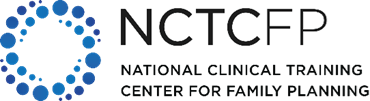 NCTCFP
NATIONAL CLINICAL TRAINING
CENTER FOR FAMILY PLANNING